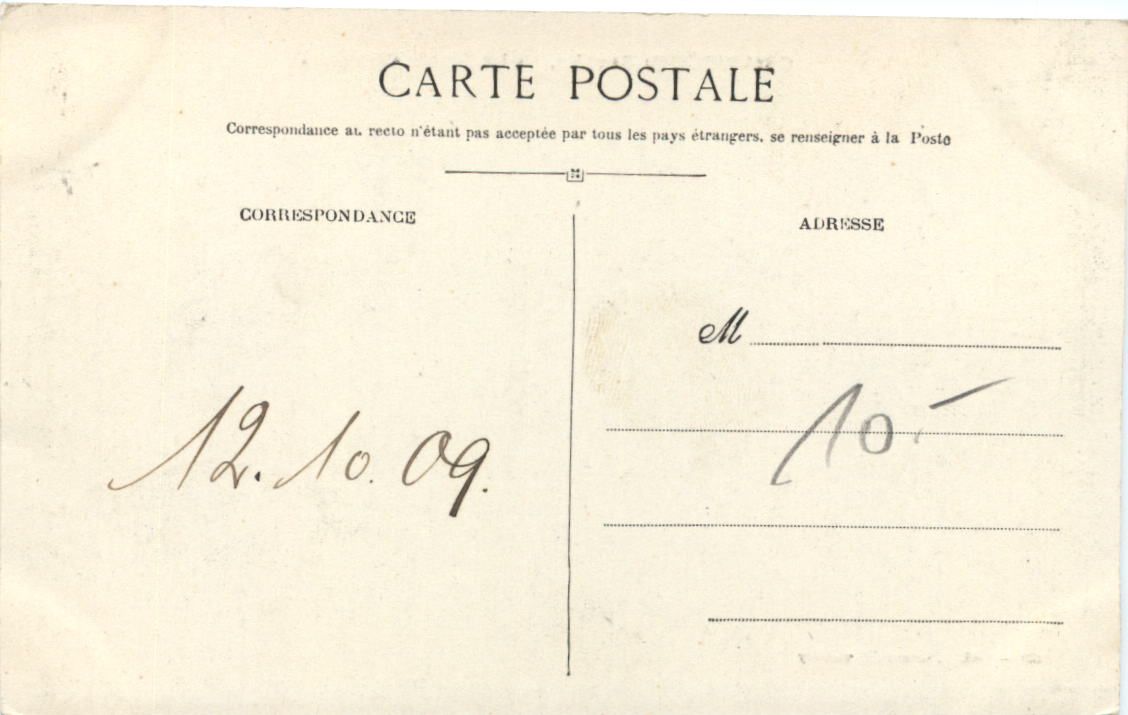 CARTE POSTALE
Correspondance au recto n'étant pas acceptée par tous les pays étrangers, se renseigner à la Poste
CORRESPONDANCE
ADRESSE
M
12. 10. 09.
10.-